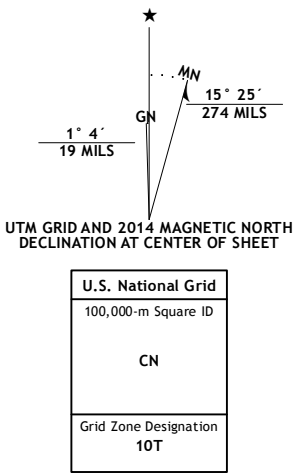 MN
GN
15° 25´
274 MILS
1° 4´
19 MILS
UTM GRID AND 2014 MAGNETIC NORTH
DECLINATION AT CENTER OF SHEET
U.S. National Grid
100,000-m Square ID
CN
Grid Zone Designation
10T